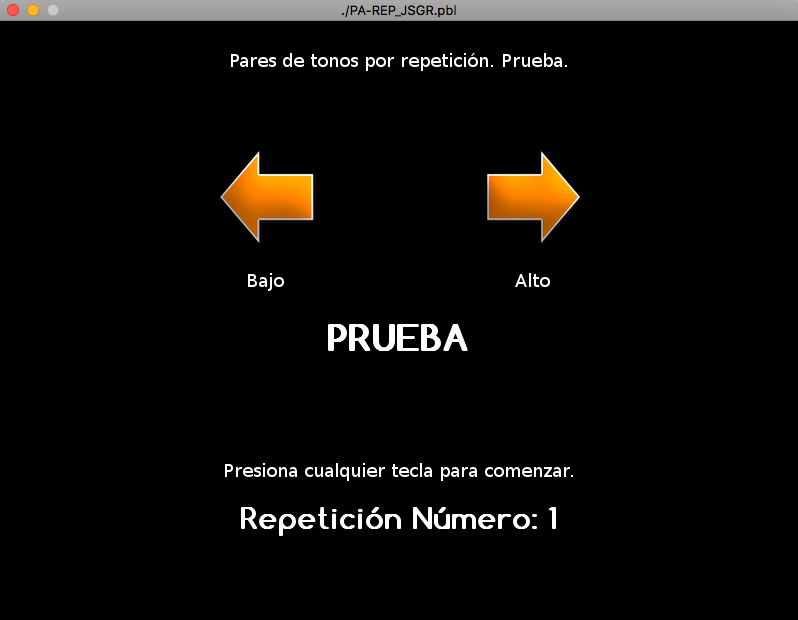 ./PA-REP_JSGR.pbl
Pares de tonos por repetición. Prueba.
Bajo
Alto
PRUEBA
Presiona cualquier tecla para comenzar.
Repetición Número: 1